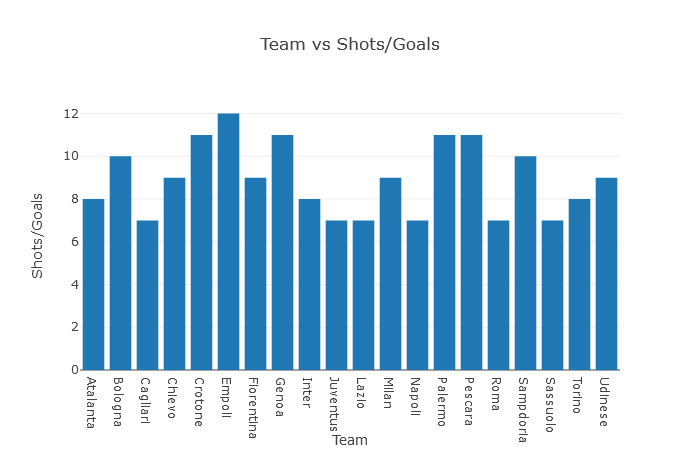 Team vs Shots/Goals
Shots/Goals
12
10
8
6
4
2
0
Atalanta
Bologna
Cagliari
Chievo
Crotone
Empoli
Fiorentina
Genoa
Inter
Juventus
Lazio
Milan
Napoli
Palermo
Pescara
Roma
Sampdoria
Sassuolo
Torino
Udinese
Team